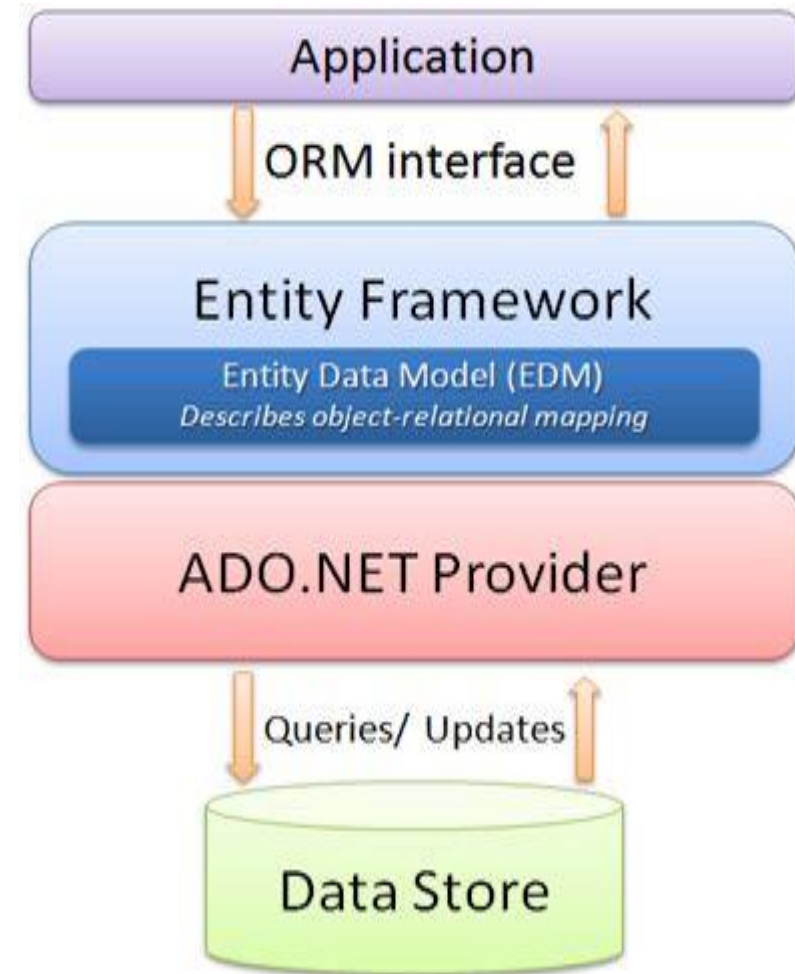 Application
ORM interface
Entity Framework
Entity Data Model (EDM)
Describes object-relational mapping
ADO.NET Provider
Queries/ Updates
Data Store